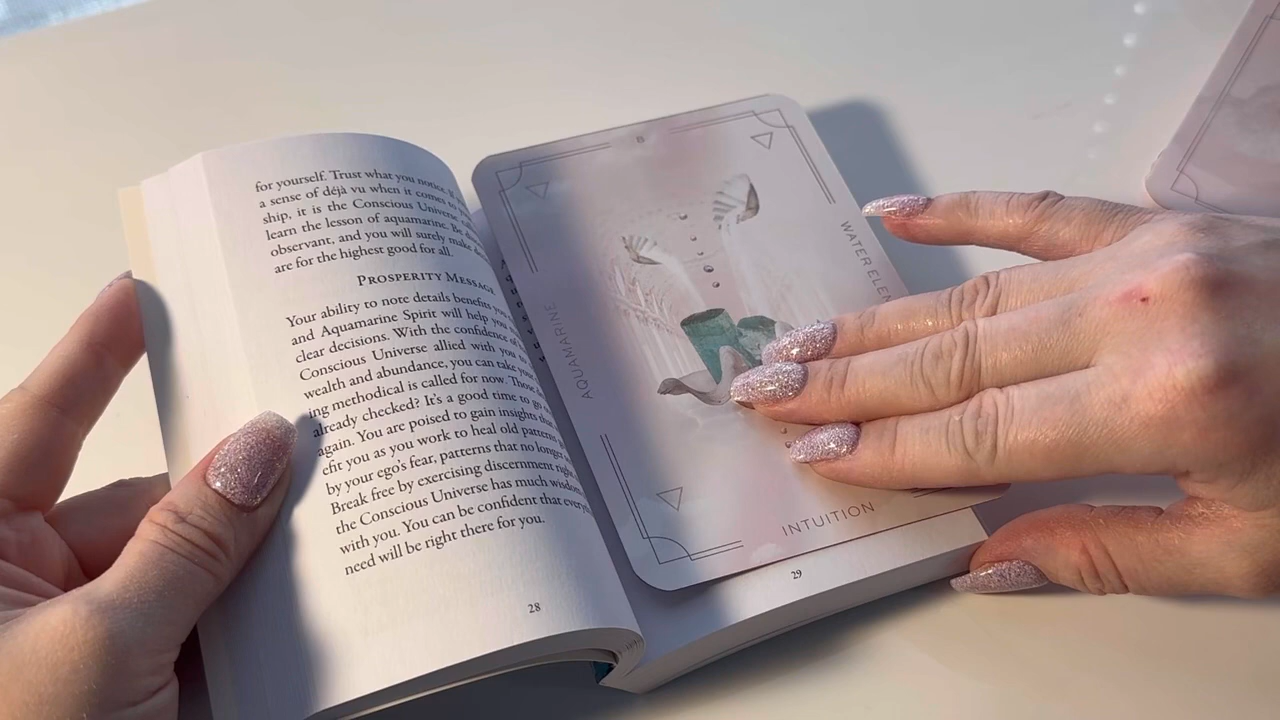 for yourself. Trust what you notice.
a sense of déjà vu when it comes to
ship, it is the Conscious Universe
learn the lesson of aquamarine. Be
observant, and you will surely make
are for the highest good for all.
PROSPERITY MESSAGE
Your ability to note details benefits
and Aquamarine Spirit will help you
clear decisions. With the confidence of
Conscious Universe allied with you
wealth and abundance, you can take your
ing methodical is called for now. Those
already checked? It's a good time to go
again. You are poised to gain insights
efit you as you work to heal old patterns
by your ego's fear, patterns that no longer
Break free by exercising discernment right
the Conscious Universe has much wisdom
with you. You can be confident that
need will be right there for you.
28
8
AQUAMARINE
WATER
INTUITION
29